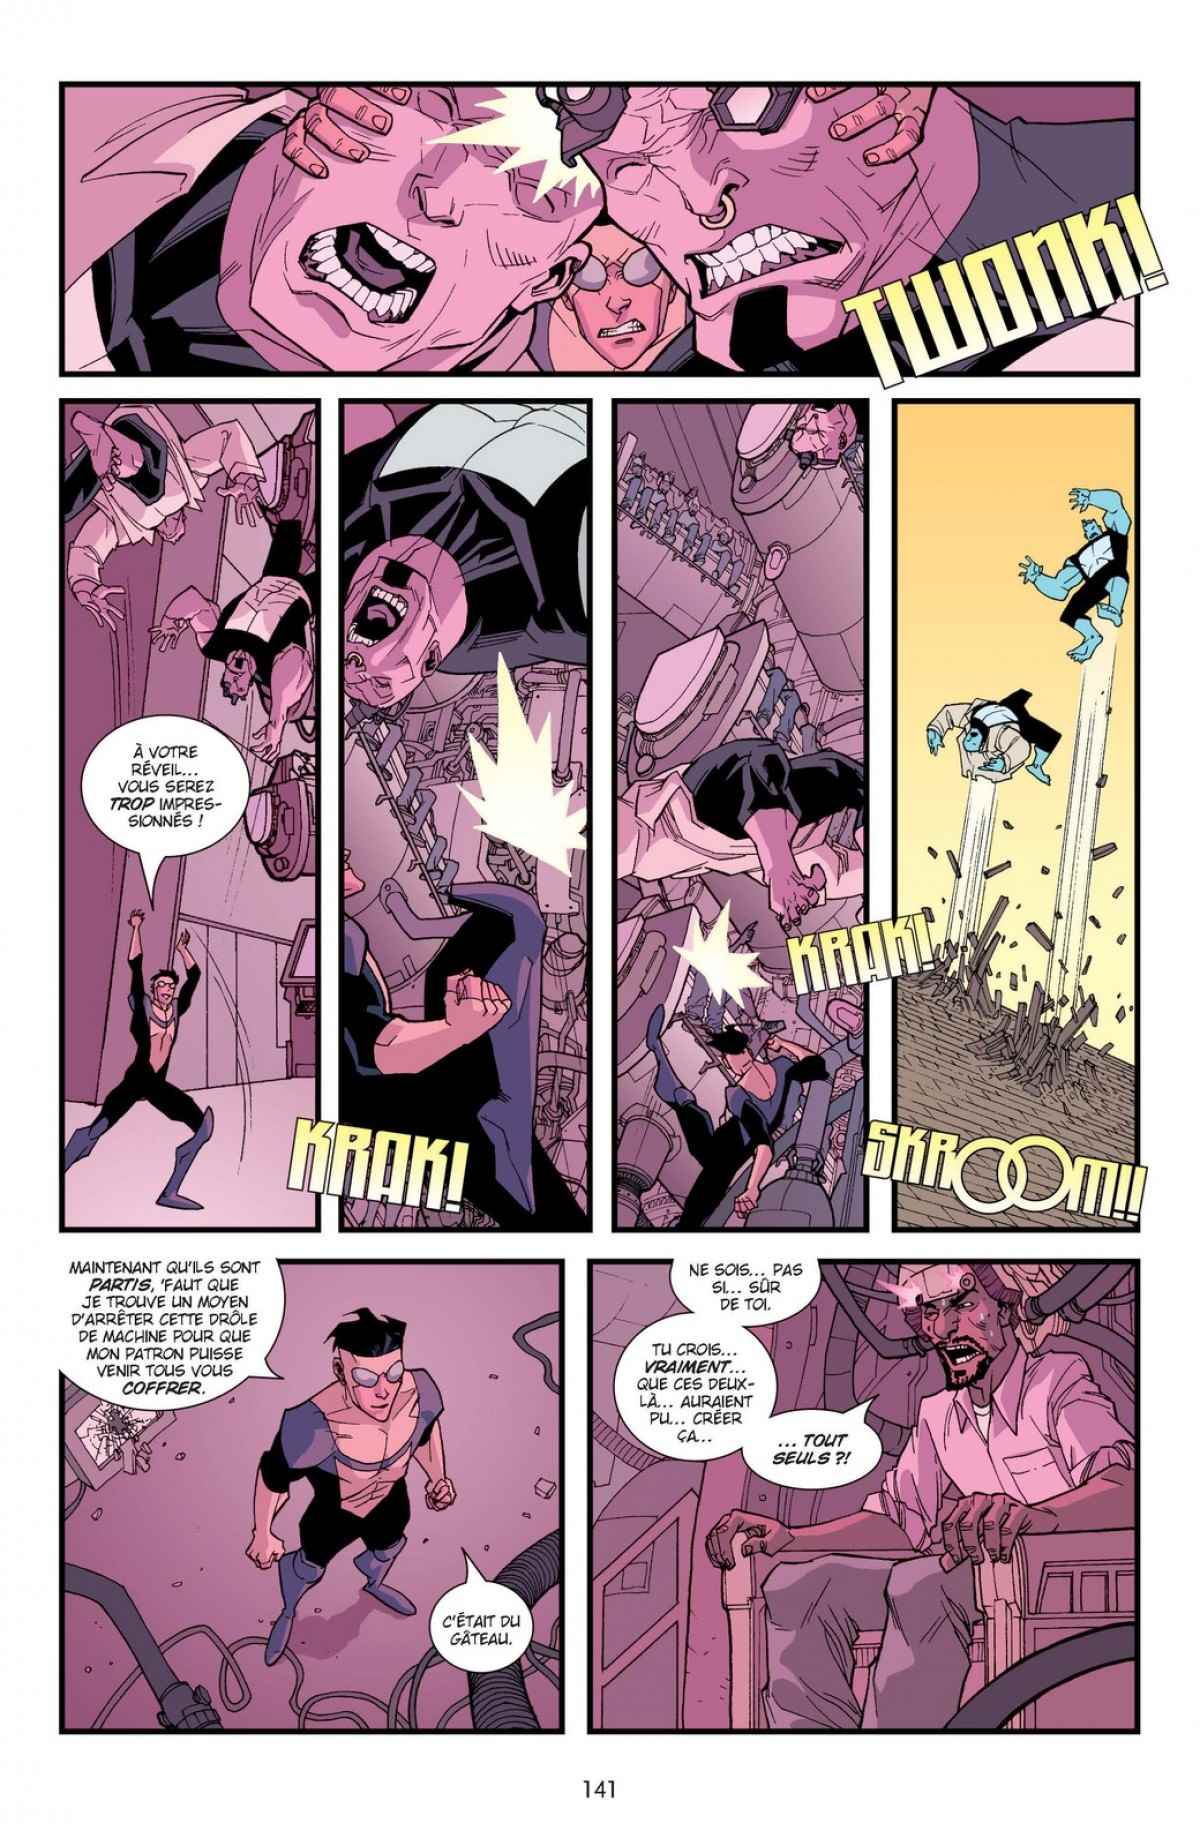 TWONK!
À VOTRE
RÉVEIL...
VOUS SEREZ
TROP IMPRES-
SIONNÉS !
KRAK!
KRAK!
SKROOM!!
MAINTENANT QU'ILS SONT
PARTIS, 'FAUT QUE
JE TROUVE UN MOYEN
D'ARRÊTER CETTE DRÔLE
DE MACHINE POUR QUE
MON PATRON PUISSE
VENIR TOUS VOUS
COFFRER.
C'ÉTAIT DU
GÂTEAU.
NE SOIS... PAS
SI... SÛR
DE TOI.
TU CROIS...
VRAIMENT...
QUE CES DEUX-
LÀ... AURAIENT
PU... CRÉER
ÇA...
... TOUT
SEULS ?!
141